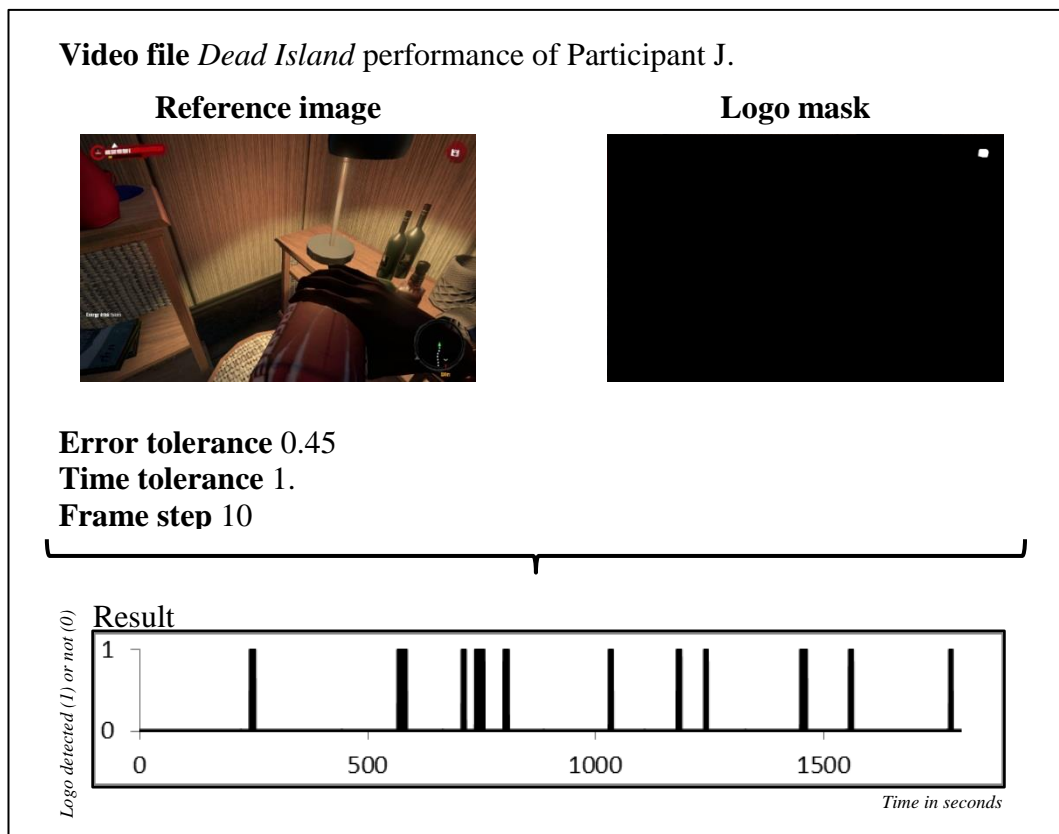 Video file Dead Island performance of Participant J.
Reference image
Logo mask
Error tolerance 0.45
Time tolerance 1.
Frame step 10
Result
Logo detected (1) or not (0)
1
0
0 500 1000 1500
Time in seconds